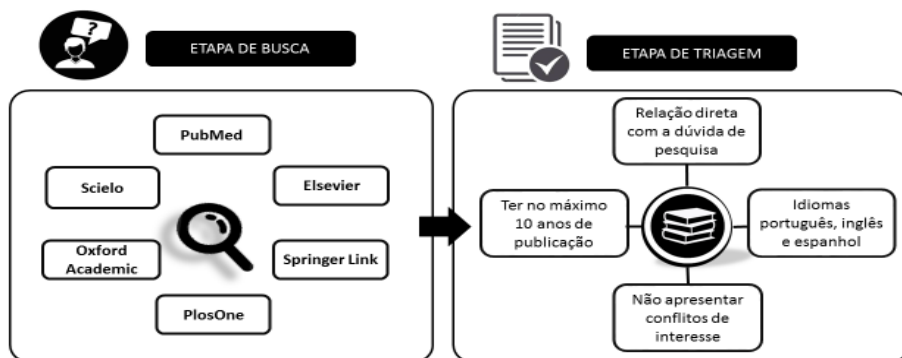 ?
ETAPA DE BUSCA
PubMed
Scielo
Elsevier
Oxford
Academic
Springer Link
PlosOne
ETAPA DE TRIAGEM
Relação direta
com a dúvida de
pesquisa
Ter no máximo
10 anos de
publicação
Idiomas
português, inglês
e espanhol
Não apresentar
conflitos de
interesse